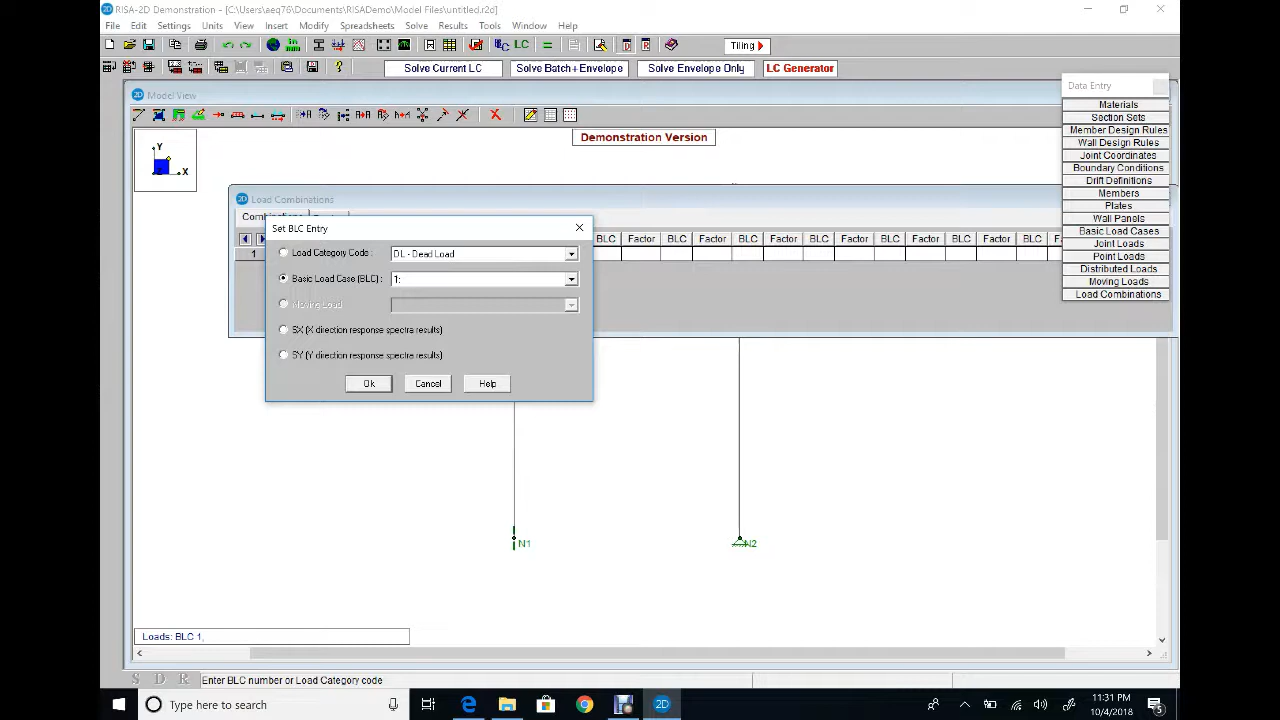 RISA-2D Demonstration - [C:\Users\eeq76\Documents\RISADemo\Model Files\untitled.r2d]
File Edit Settings Units View Insert Modify Spreadsheets Solve Results Tools Window Help
LC = Tiling
Solve Current LC Solve Batch+Envelope Solve Envelope Only LC Generator
Model View
Data Entry
Materials
Section Sets
Member Design Rules
Wall Design Rules
Joint Coordinates
Boundary Conditions
Drift Definitions
Members
Plates
Wall Panels
Basic Load Cases
Joint Loads
Point Loads
Distributed Loads
Moving Loads
Load Combinations
Demonstration Version
Y
X
Load Combinations
BLC Factor BLC Factor BLC Factor BLC Factor BLC Factor BLC Factor BLC
1
Set BLC Entry
Load Category Code : DL - Dead Load
Basic Load Case (BLC) : 1:
Moving Load
SX (X direction response spectra results)
SY (Y direction response spectra results)
Ok Cancel Help
N1
N2
Loads: BLC 1,
S D R Enter BLC number or Load Category code
Type here to search
2D
11:31 PM
10/4/2018
5